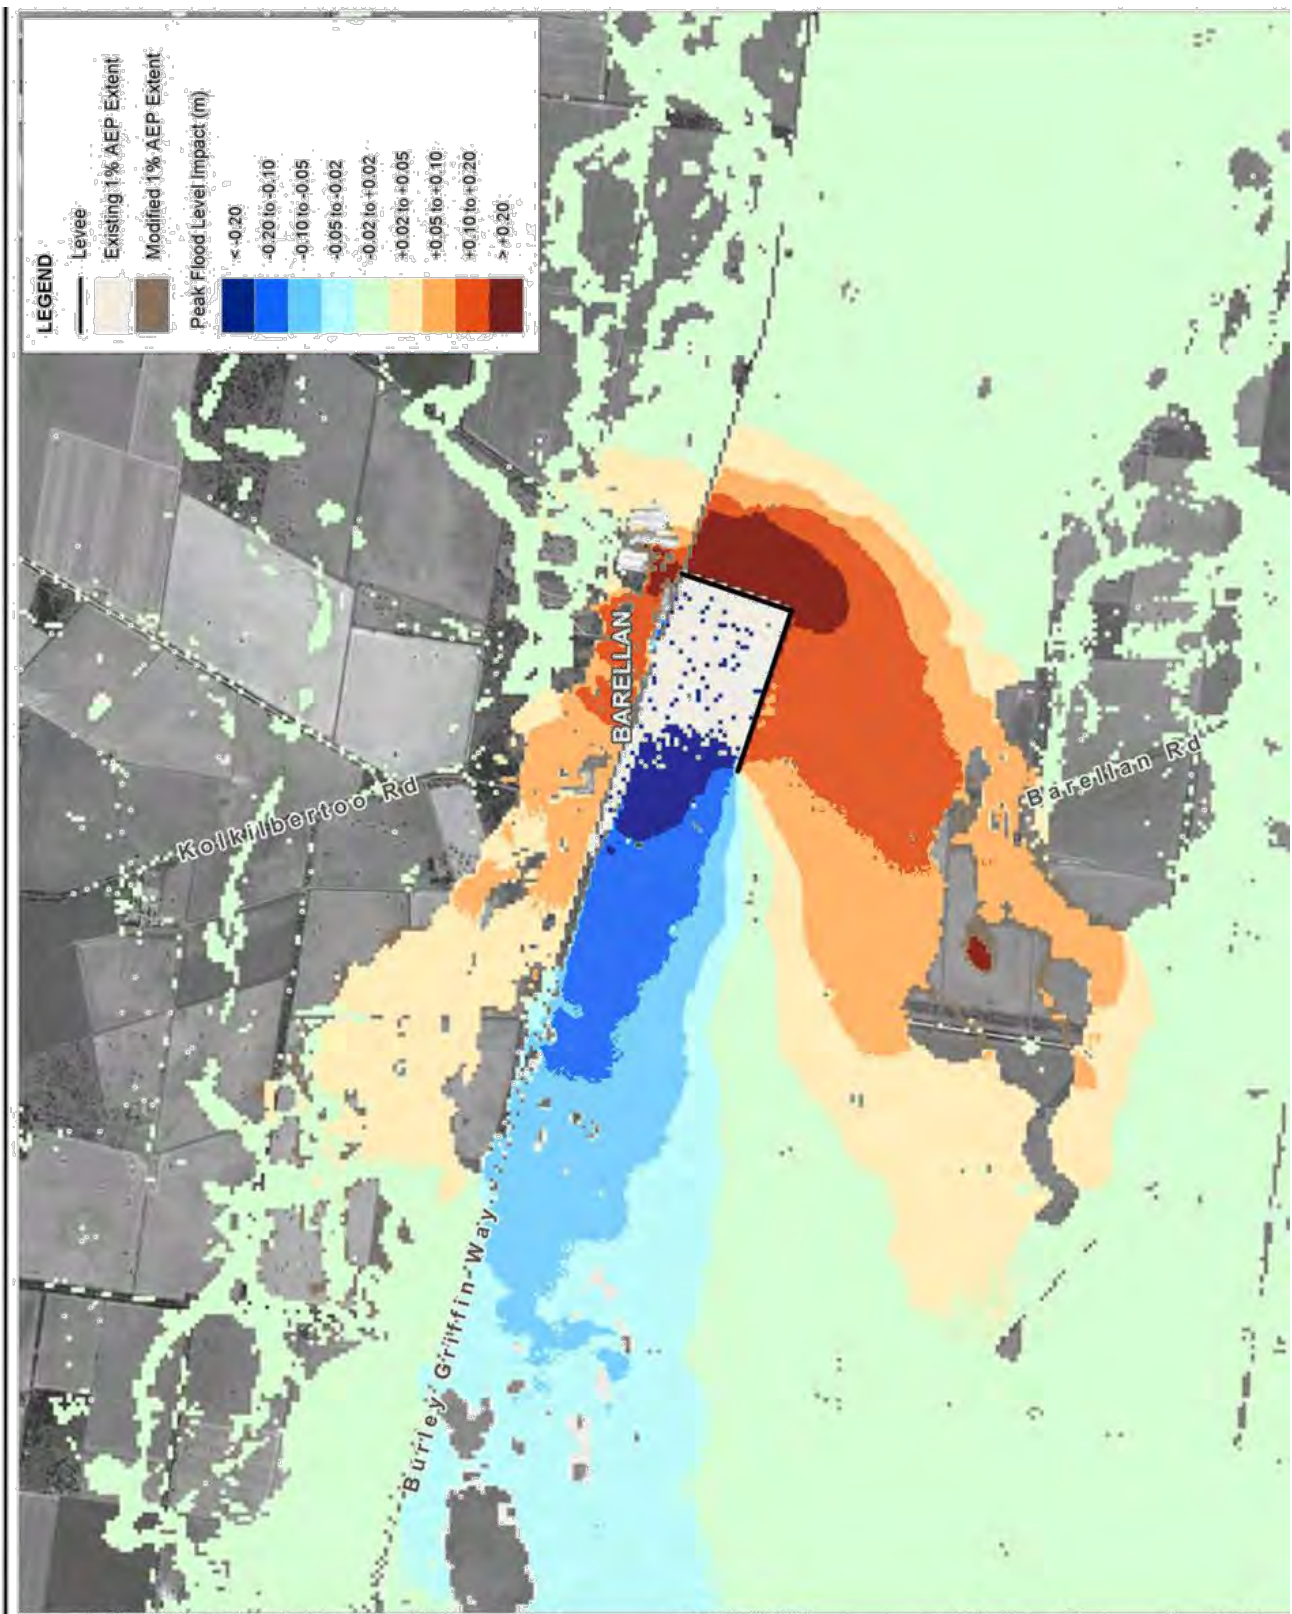 LEGEND
Levee
Existing 1% AEP Extent
Modified 1% AEP Extent
Peak Flood Level Impact (m)
< -0.20
-0.20 to -0.10
-0.10 to -0.05
-0.05 to -0.02
-0.02 to +0.02
+0.02 to +0.05
+0.05 to +0.10
+0.10 to +0.20
> +0.20
Kolkilbertoo Rd
BARELLAN
Barellan Rd
Burley Griffin Way